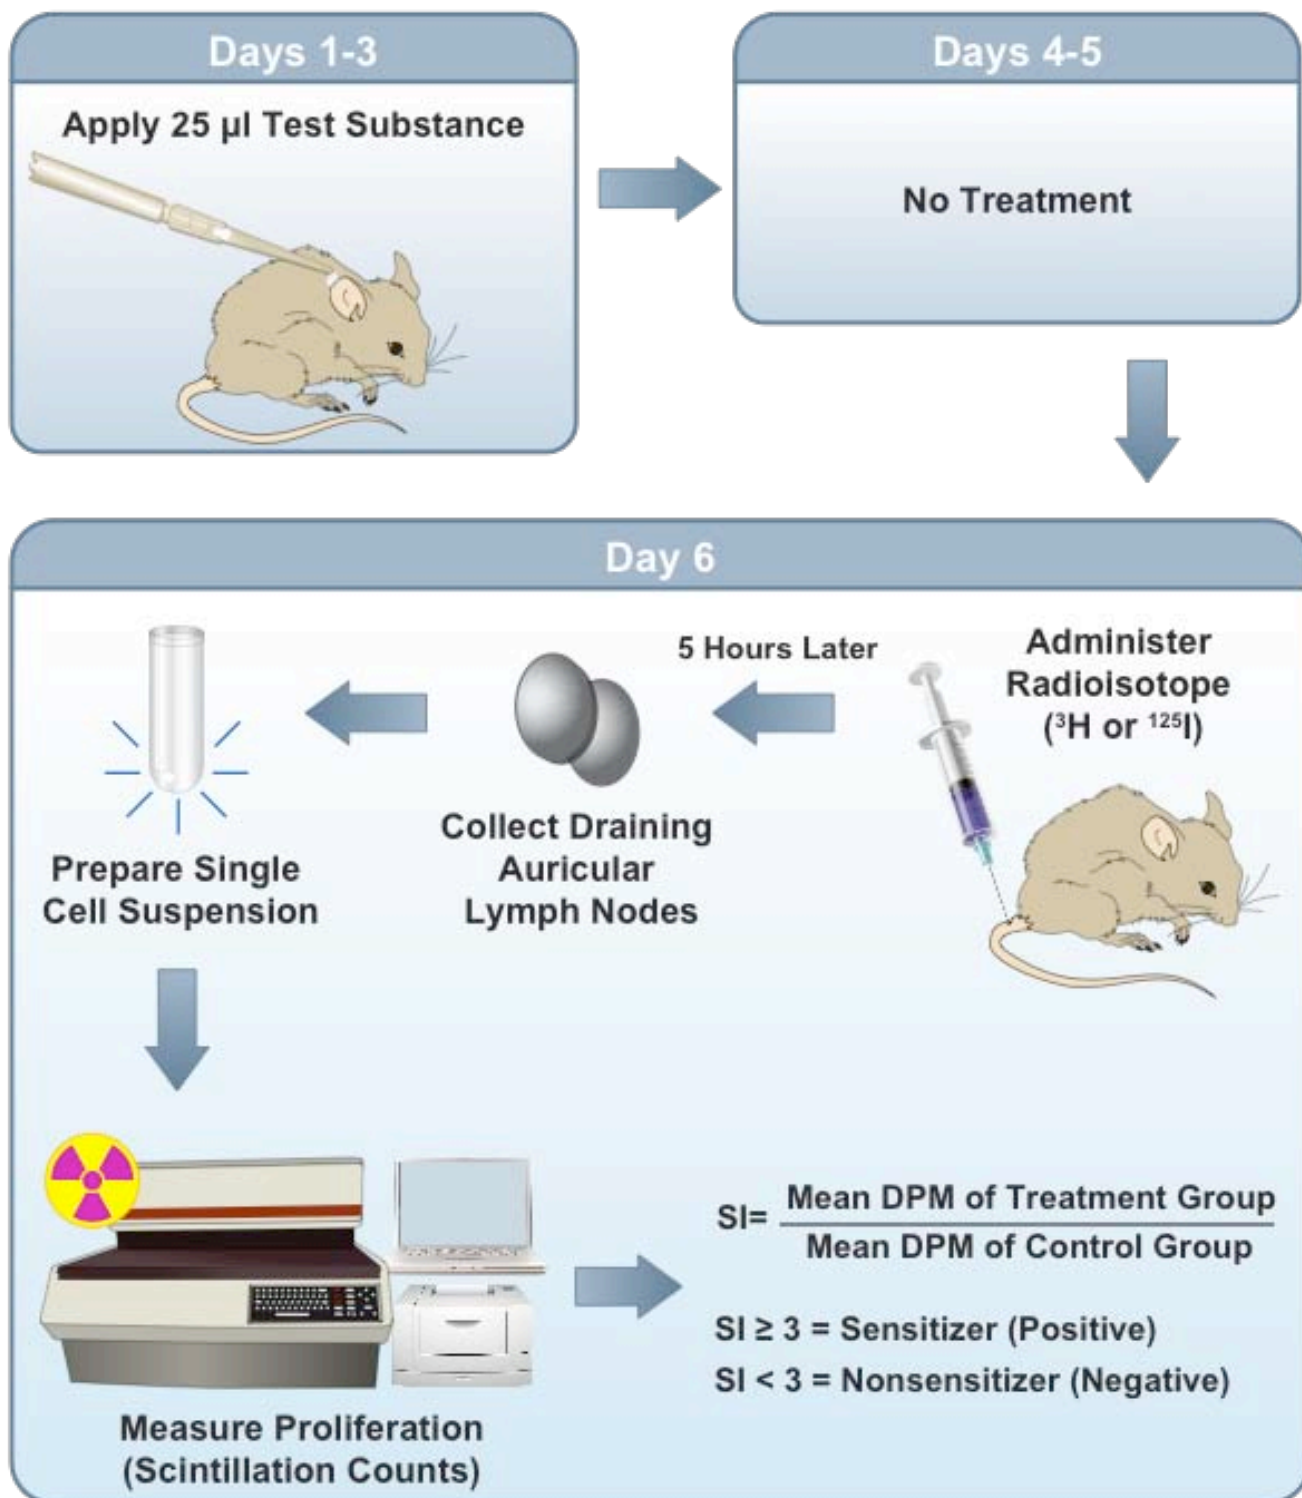 Days 1-3
Apply 25 µl Test Substance
Days 4-5
No Treatment
Day 6
Administer
Radioisotope
(³H or ¹²⁵I)
5 Hours Later
Collect Draining
Auricular
Lymph Nodes
Prepare Single
Cell Suspension
Measure Proliferation
(Scintillation Counts)
SI= Mean DPM of Treatment Group
Mean DPM of Control Group
SI ≥ 3 = Sensitizer (Positive)
SI < 3 = Nonsensitizer (Negative)